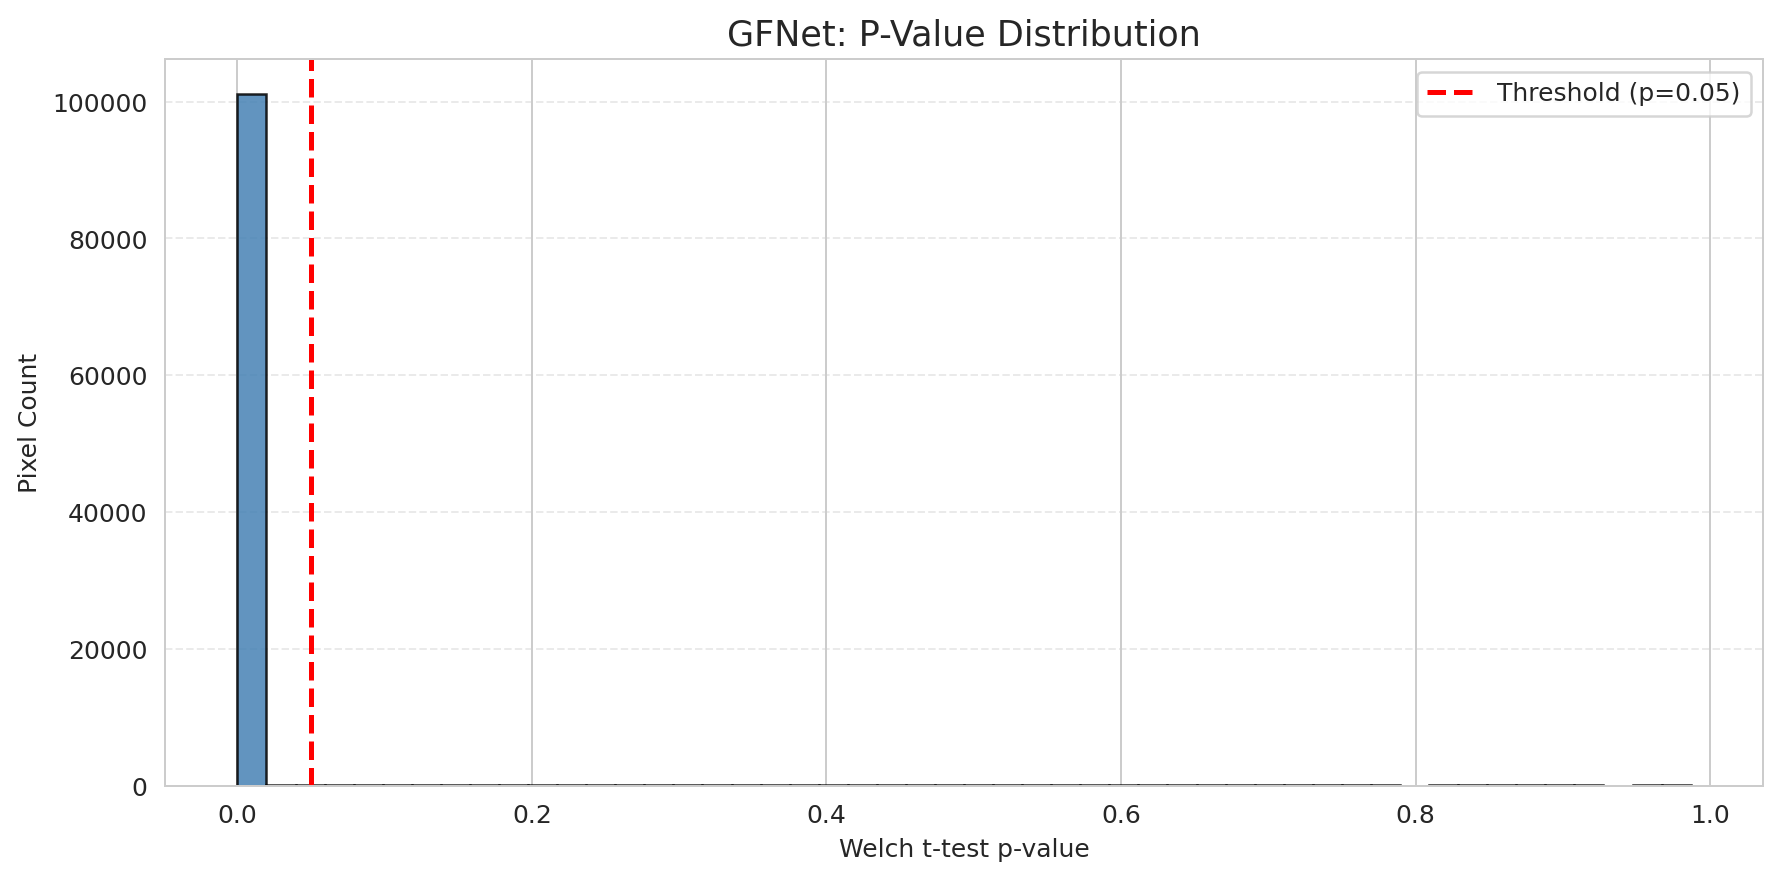 GFNet: P-Value Distribution
Threshold (p=0.05)
100000
80000
60000
40000
20000
0
Pixel Count
0.0 0.2 0.4 0.6 0.8 1.0
Welch t-test p-value